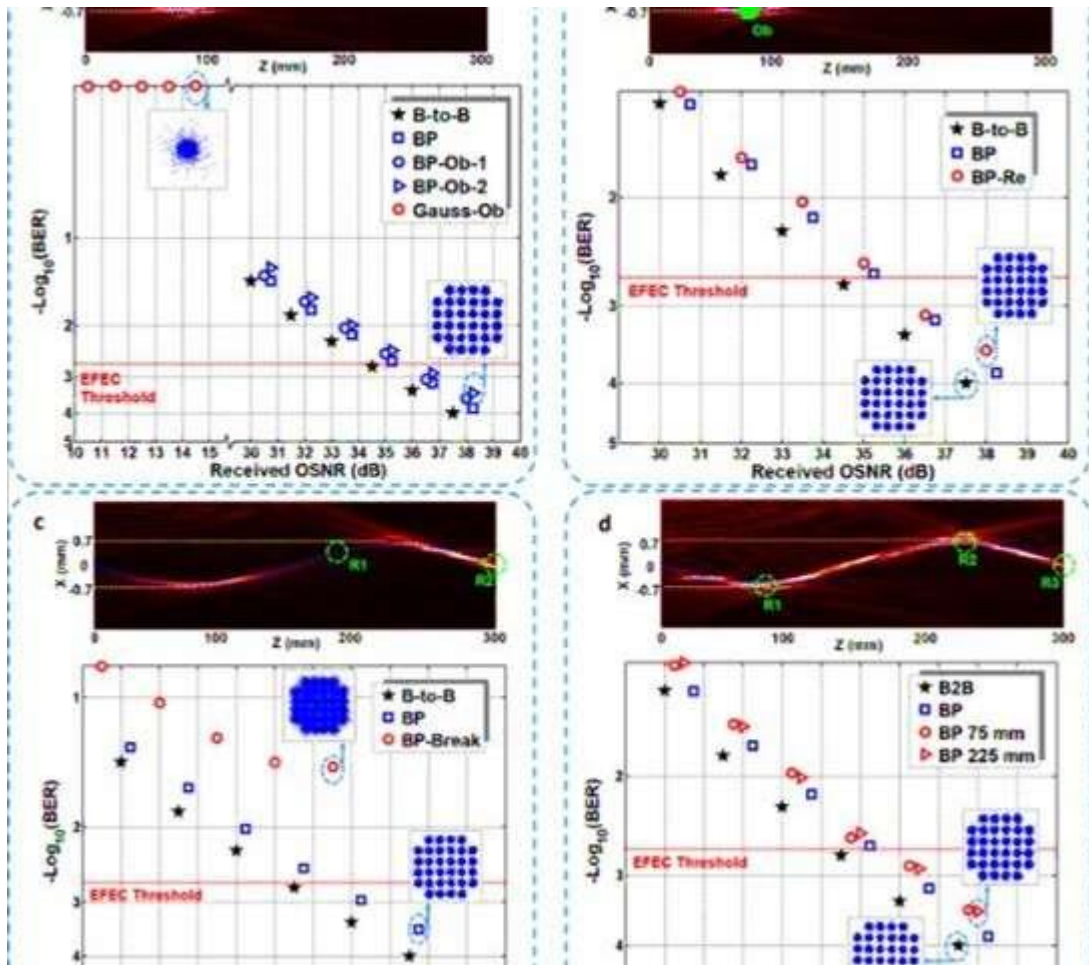 -0.7
0 100 200 300
Z (mm)
B-to-B
BP
BP-Ob-1
BP-Ob-2
Gauss-Ob
1
2
3
4
5
-Log10(BER)
EFEC
Threshold
10 11 12 13 14 15 30 31 32 33 34 35 36 37 38 39 40
Received OSNR (dB)
-0.7
Ob
0 100 200 300
Z (mm)
B-to-B
BP
BP-Re
2
3
4
5
-Log10(BER)
EFEC Threshold
30 31 32 33 34 35 36 37 38 39 40
Received OSNR (dB)
c
X (mm)
0.7
0
-0.7
R1
R2
0 100 200 300
Z (mm)
B-to-B
BP
BP-Break
1
2
3
4
-Log10(BER)
EFEC Threshold
d
X (mm)
0.7
0
-0.7
R1
R2
R3
0 100 200 300
Z (mm)
B2B
BP
BP 75 mm
BP 225 mm
2
3
4
-Log10(BER)
EFEC Threshold